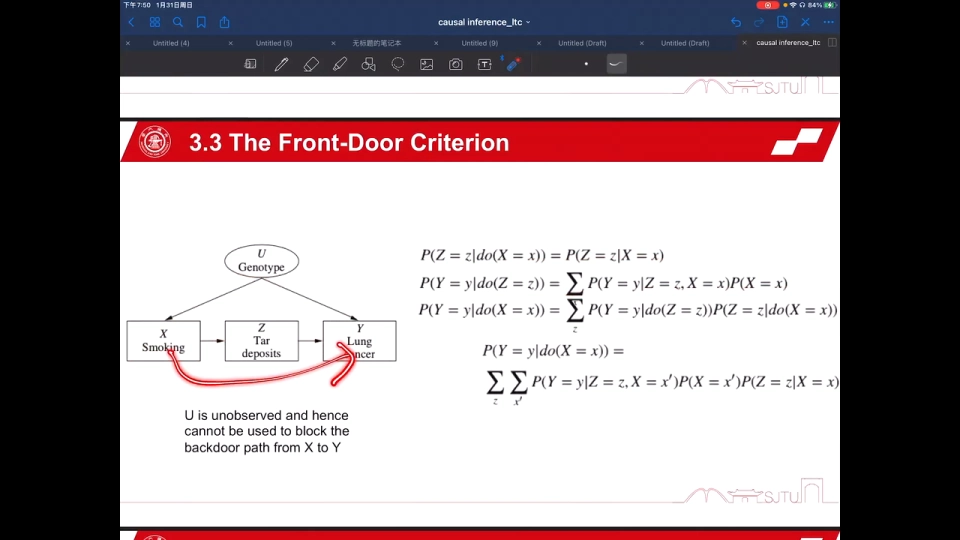 下午7:50 1月31日周日
84%
causal inference_ltc
Untitled (4)
Untitled (5)
无标题的笔记本
Untitled (9)
Untitled (Draft)
Untitled (Draft)
causal inference_ltc
SJTU
3.3 The Front-Door Criterion
U
Genotype
X
Smoking
Z
Tar
deposits
Y
Lung
P(Z = z|do(X = x)) = P(Z = z|X = x)
P(Y = y|do(Z = z)) = ∑ P(Y = y|Z = z, X = x)P(X = x)
P(Y = y|do(X = x)) = ∑ P(Y = y|do(Z = z))P(Z = z|do(X = x))
z
P(Y = y|do(X = x)) =
∑ ∑ P(Y = y|Z = z, X = x′)P(X = x′)P(Z = z|X = x)
z x′
U is unobserved and hence
cannot be used to block the
backdoor path from X to Y
SJTU